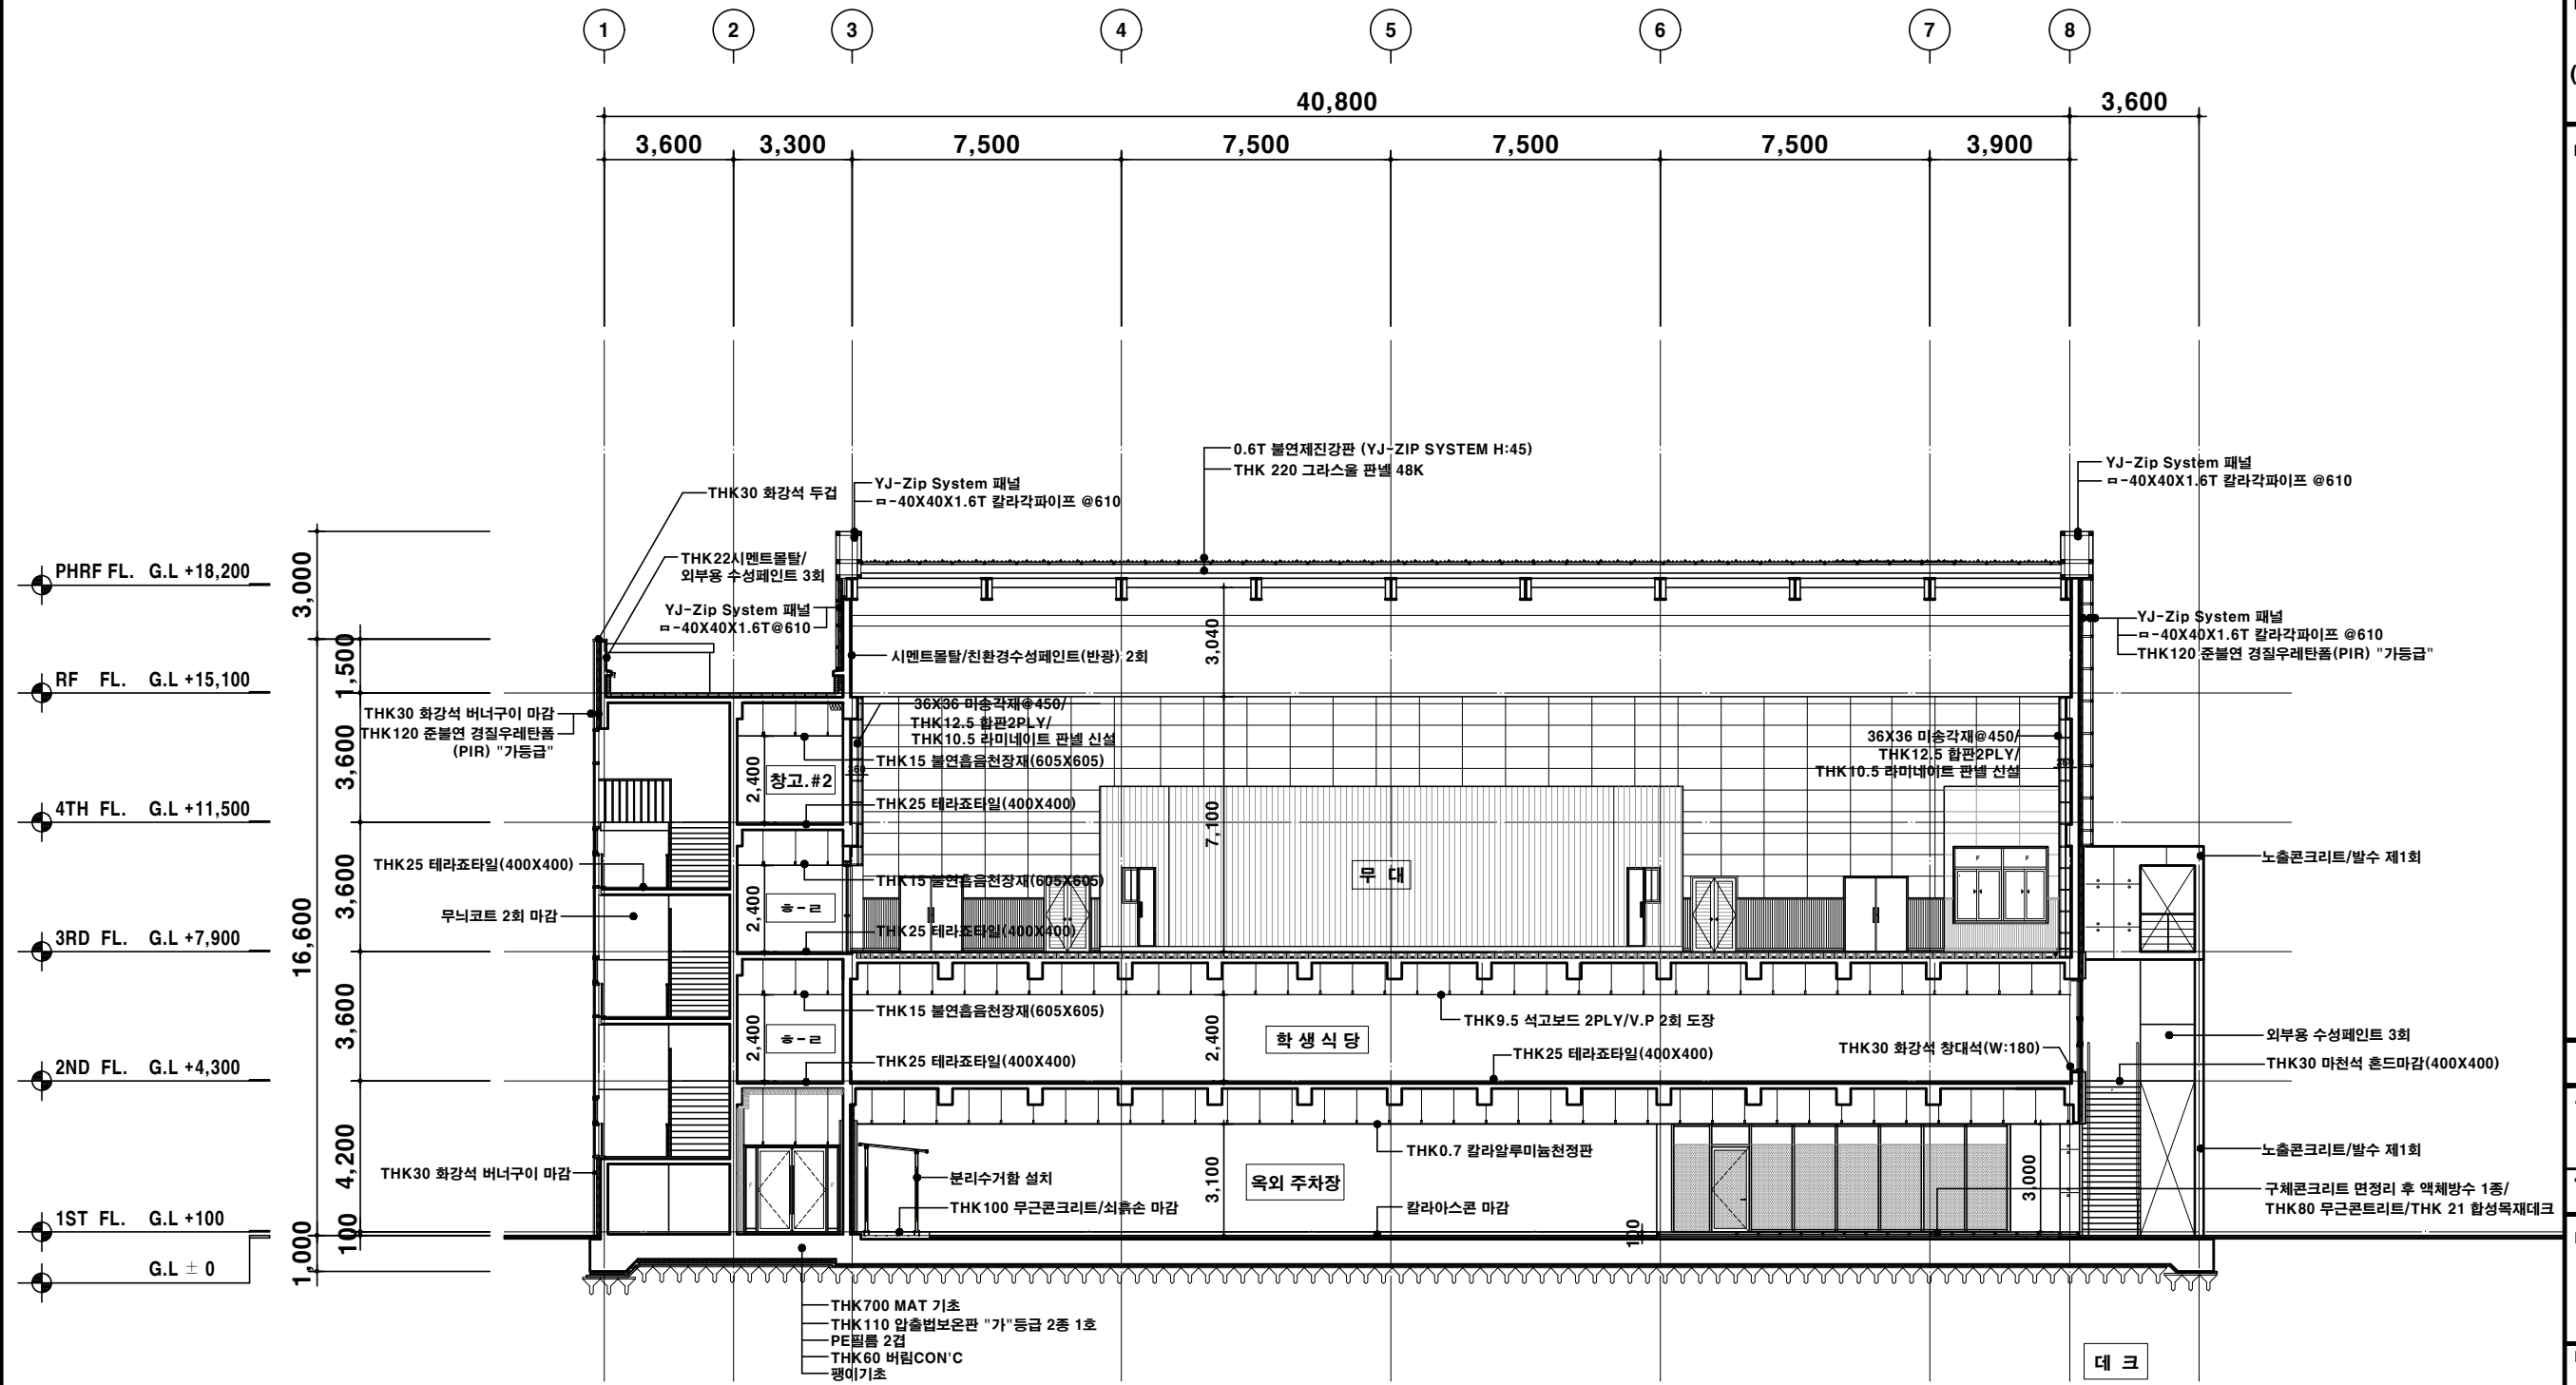 1 2 3 4 5 6 7 8
40,800 3,600
3,600 3,300 7,500 7,500 7,500 7,500 3,900
0.6T 불연제진강판 (YJ-ZIP SYSTEM H:45)
THK 220 그라스울 판넬 48K
YJ-Zip System 패널
ㅁ-40X40X1.6T 칼라각파이프 @610
THK30 화강석 두겁
YJ-Zip System 패널
ㅁ-40X40X1.6T 칼라각파이프 @610
THK22시멘트몰탈/
외부용 수성페인트 3회
YJ-Zip System 패널
ㅁ-40X40X1.6T@610
시멘트몰탈/친환경수성페인트(반광) 2회
YJ-Zip System 패널
ㅁ-40X40X1.6T 칼라각파이프 @610
THK120 준불연 경질우레탄폼(PIR) "가등급"
PHRF FL. G.L +18,200
RF FL. G.L +15,100
4TH FL. G.L +11,500
3RD FL. G.L +7,900
2ND FL. G.L +4,300
1ST FL. G.L +100
G.L ± 0
3,000
16,600
1,000
1,500
3,600
3,600
3,600
4,200
100
THK30 화강석 버너구이 마감
THK120 준불연 경질우레탄폼
(PIR) "가등급"
36X36 미송각재@450/
THK12.5 합판2PLY/
THK10.5 라미네이트 판넬 신설
THK15 불연흡음천장재(605X605)
2,400
창고.#2
THK25 테라죠타일(400X400)
3,040
7,100
36X36 미송각재@450/
THK12.5 합판2PLY/
THK10.5 라미네이트 판넬 신설
THK25 테라죠타일(400X400)
무늬코트 2회 마감
THK15 불연흡음천장재(605X605)
2,400
ㅎ-ㄹ
THK25 테라죠타일(400X400)
무 대
F F
노출콘크리트/발수 제1회
THK15 불연흡음천장재(605X605)
2,400
ㅎ-ㄹ
THK25 테라죠타일(400X400)
2,400
학 생 식 당
THK9.5 석고보드 2PLY/V.P 2회 도장
THK25 테라죠타일(400X400)
THK30 화강석 창대석(W:180)
외부용 수성페인트 3회
THK30 마천석 혼드마감(400X400)
THK30 화강석 버너구이 마감
분리수거함 설치
THK100 무근콘크리트/쇠흙손 마감
3,100
옥외 주차장
THK0.7 칼라알루미늄천정판
칼라아스콘 마감
100
3,000
노출콘크리트/발수 제1회
구체콘크리트 면정리 후 액체방수 1종/
THK80 무근콘트리트/THK 21 합성목재데크
THK700 MAT 기초
THK110 압출법보온판 "가"등급 2종 1호
PE필름 2겹
THK60 버림CON'C
팽이기초
데 크